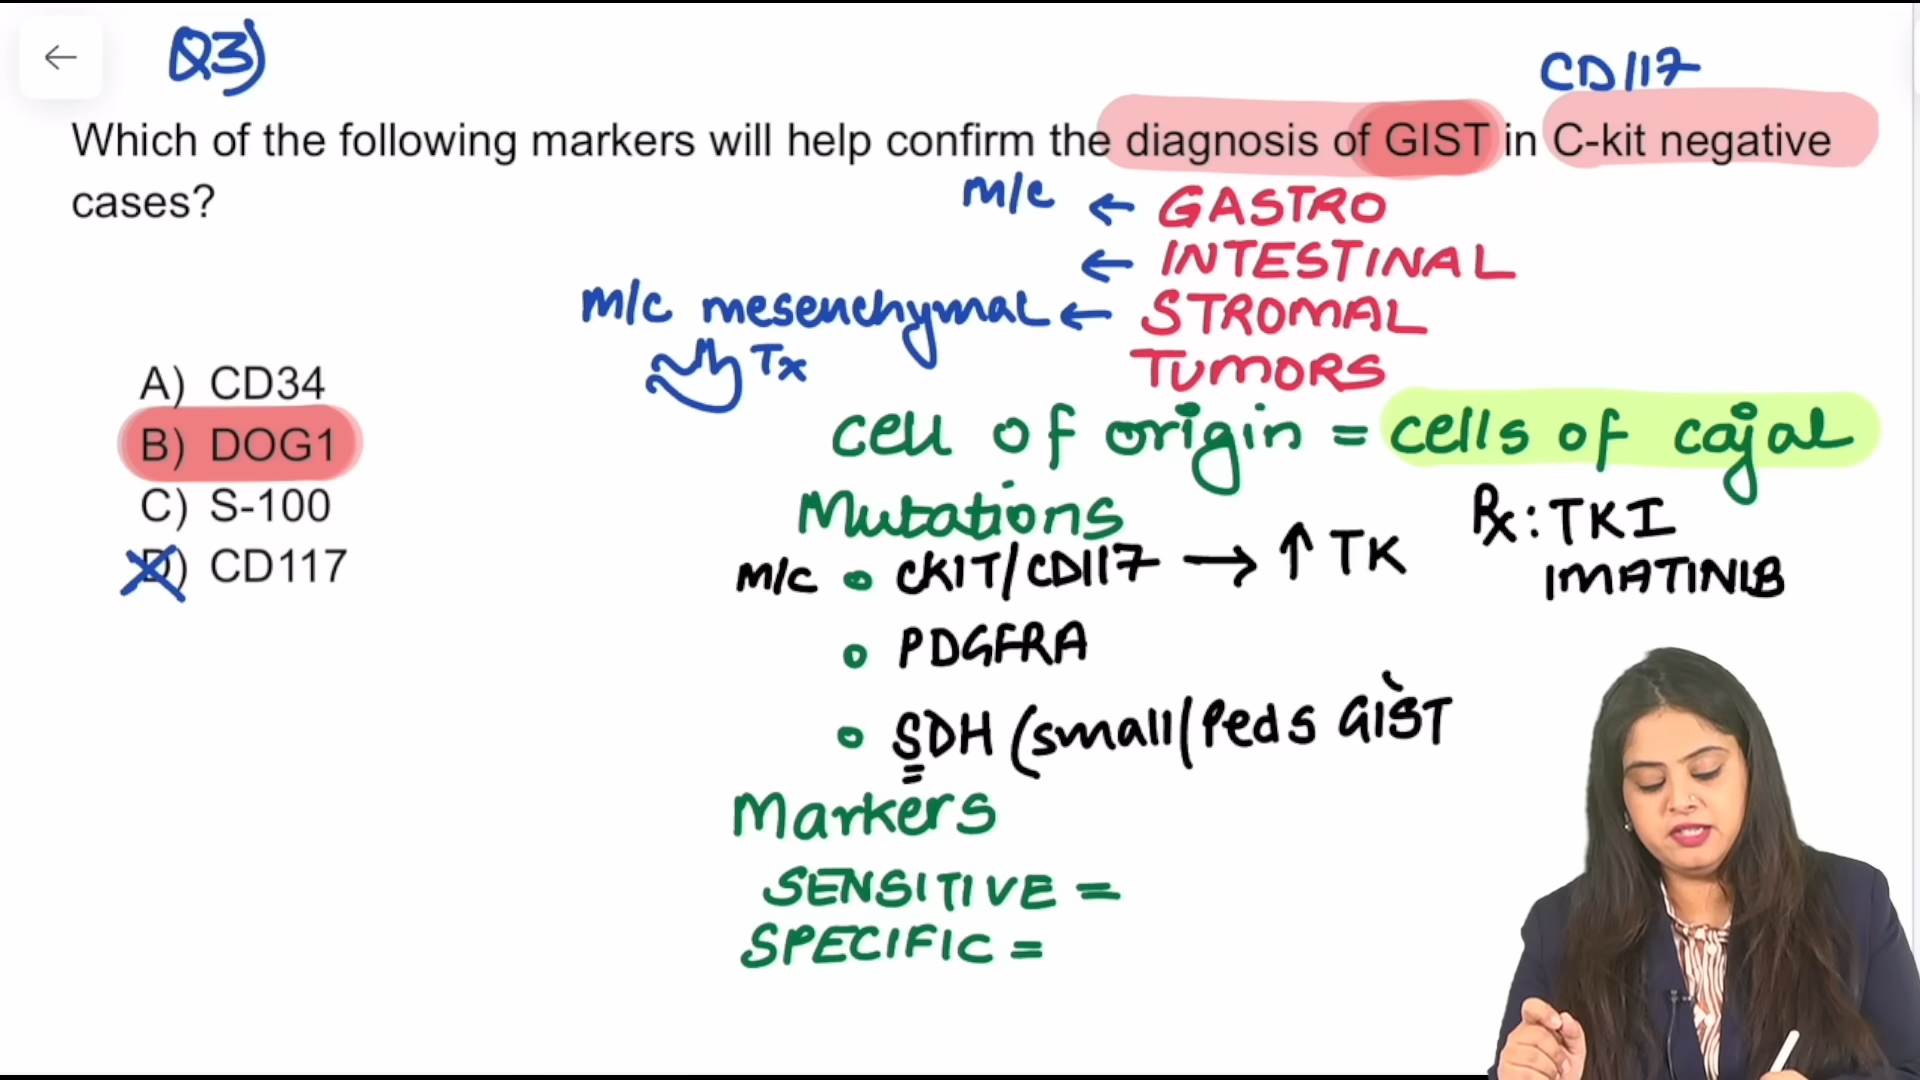 Q3)
CD117
Which of the following markers will help confirm the diagnosis of GIST in C-kit negative
cases?
m/c ← GASTRO
← INTESTINAL
m/c mesenchymal ← STROMAL
Tx TUMORS
A) CD34
cell of origin = cells of cajal
B) DOG1
Mutations
Rx: TKI
C) S-100
m/c • CKIT/CD117 → ↑ TK
IMATINIB
D) CD117
• PDGFRA
• SDH (small/Peds GIST
Markers
SENSITIVE =
SPECIFIC =